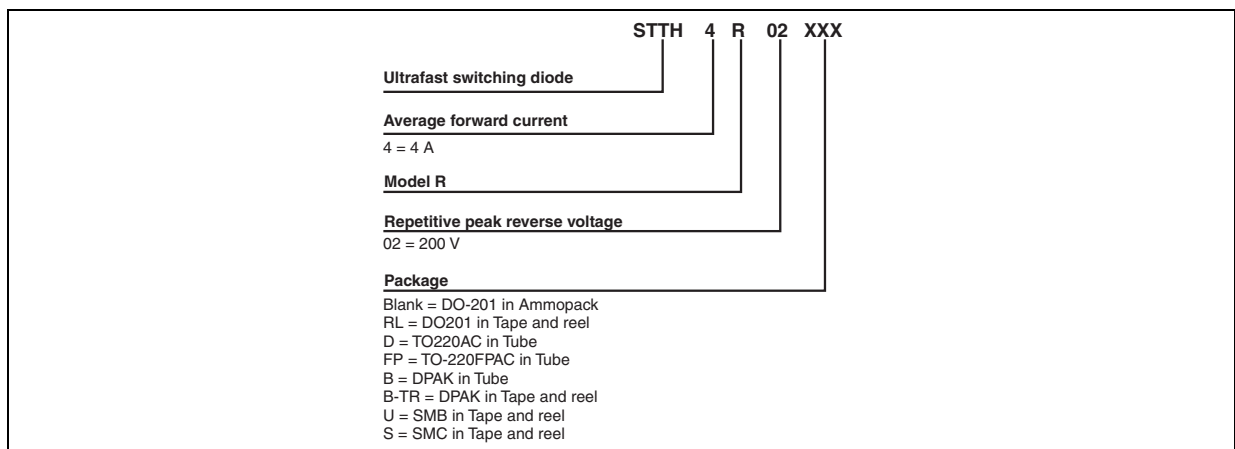 STTH 4 R 02 XXX
Ultrafast switching diode
Average forward current
4 = 4 A
Model R
Repetitive peak reverse voltage
02 = 200 V
Package
Blank = DO-201 in Ammopack
RL = DO201 in Tape and reel
D = TO220AC in Tube
FP = TO-220FPAC in Tube
B = DPAK in Tube
B-TR = DPAK in Tape and reel
U = SMB in Tape and reel
S = SMC in Tape and reel